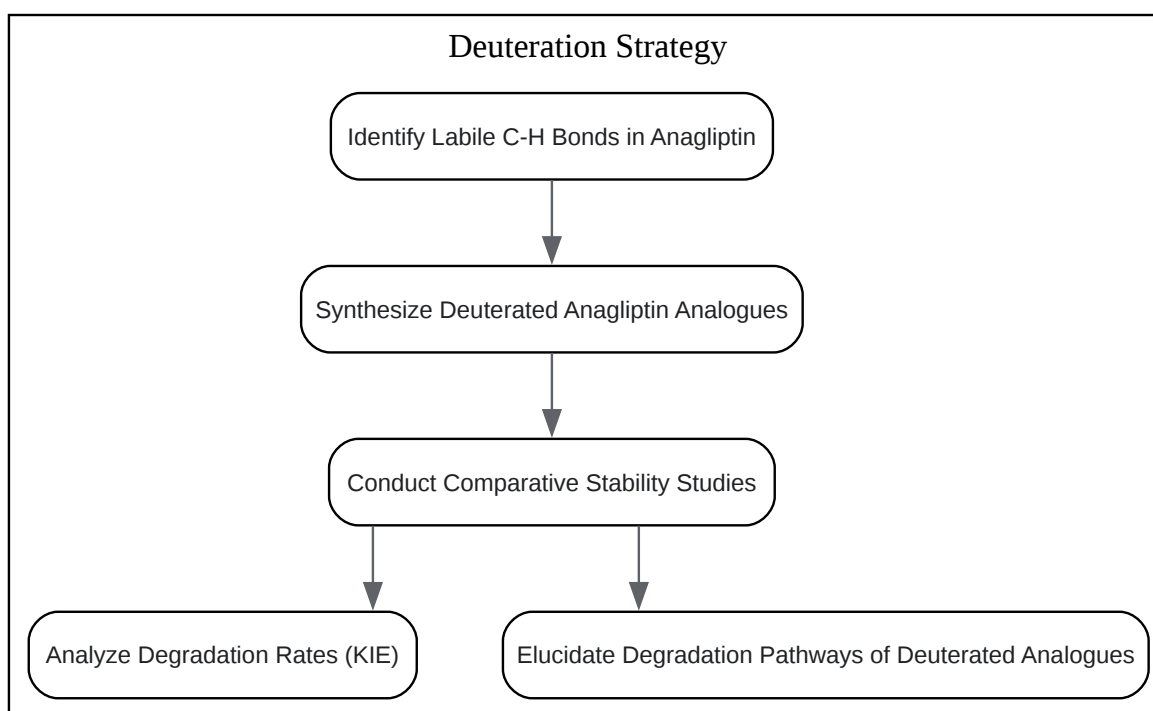 Deuteration Strategy
Identify Labile C-H Bonds in Anagliptin
Synthesize Deuterated Anagliptin Analogues
Conduct Comparative Stability Studies
Analyze Degradation Rates (KIE)
Elucidate Degradation Pathways of Deuterated Analogues